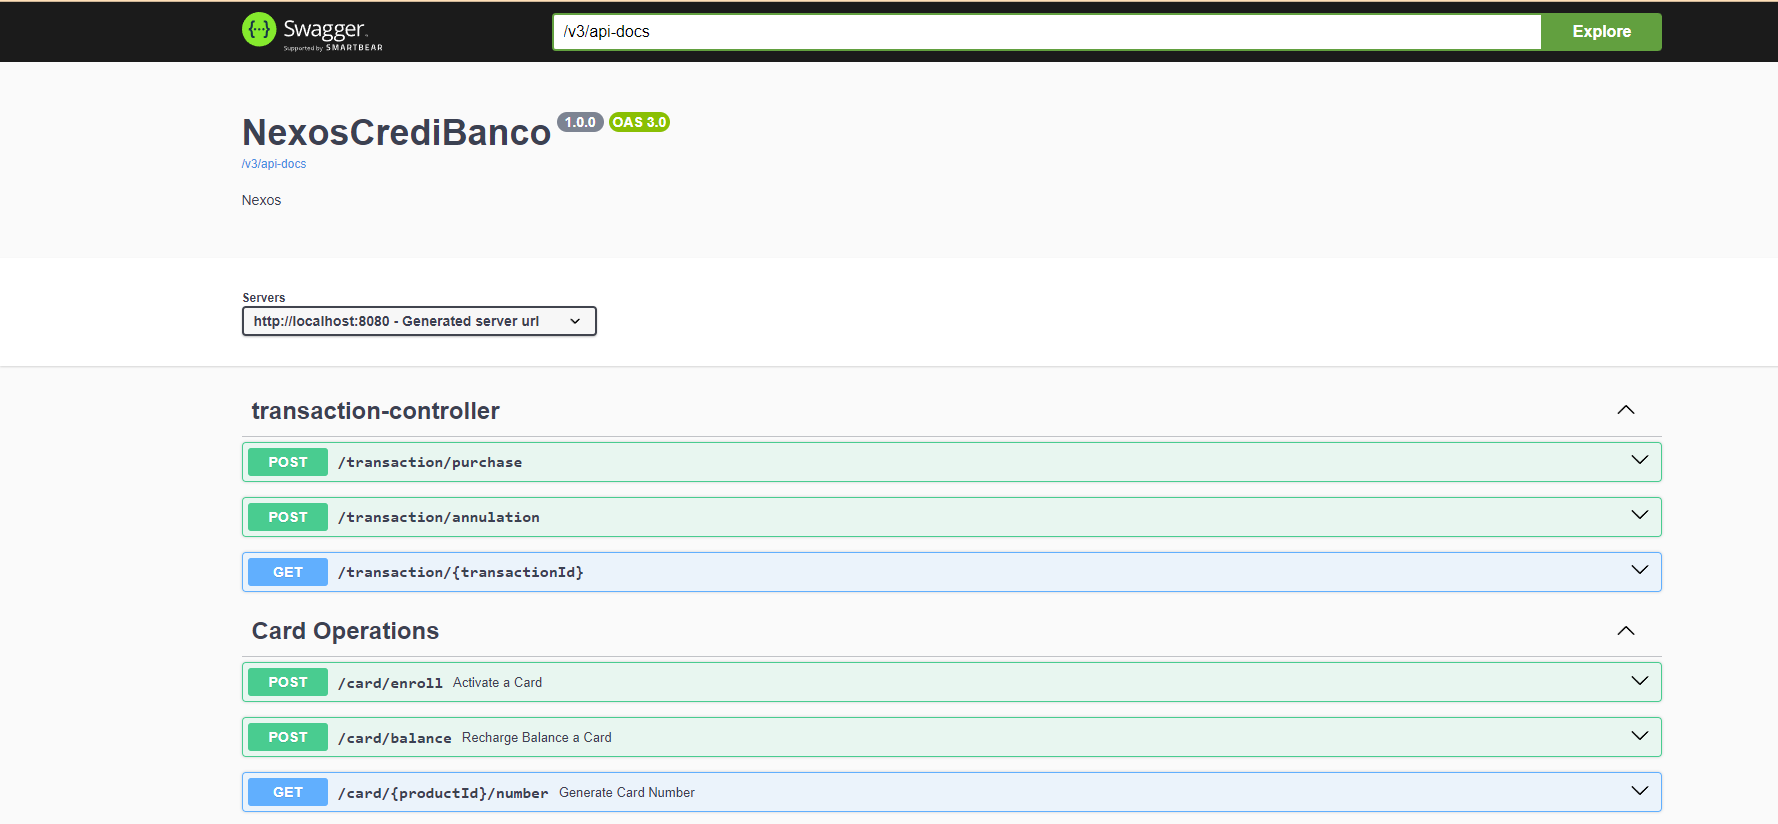 Swagger
Supported by SMARTBEAR
/v3/api-docs
Explore
NexosCrediBanco 1.0.0 OAS 3.0
/v3/api-docs
Nexos
Servers
http://localhost:8080 - Generated server url
transaction-controller
POST /transaction/purchase
POST /transaction/annulation
GET /transaction/{transactionId}
Card Operations
POST /card/enroll Activate a Card
POST /card/balance Recharge Balance a Card
GET /card/{productId}/number Generate Card Number